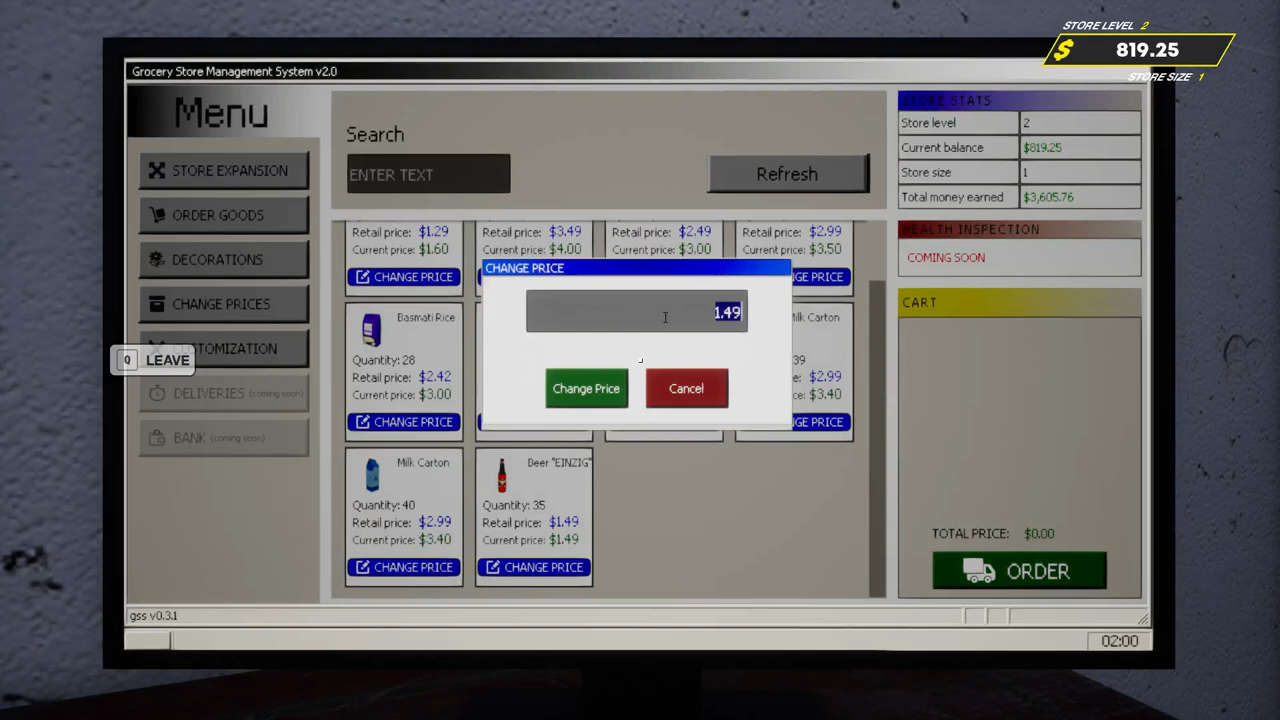 STORE LEVEL 2
$ 819.25
STORE SIZE 1
Grocery Store Management System v2.0
Menu
STORE EXPANSION
ORDER GOODS
DECORATIONS
CHANGE PRICES
CUSTOMIZATION
Q LEAVE
DELIVERIES (coming soon)
BANK (coming soon)
Search
ENTER TEXT
Refresh
Retail price: $1.29
Current price: $1.60
CHANGE PRICE
Retail price: $3.49
Current price: $4.00
Retail price: $2.49
Current price: $3.00
Retail price: $2.99
Current price: $3.50
CHANGE PRICE
CHANGE PRICE
1.49
Change Price
Cancel
Basmati Rice
Quantity: 28
Retail price: $2.42
Current price: $3.00
CHANGE PRICE
Milk Carton
39
$2.99
$3.40
CHANGE PRICE
Milk Carton
Quantity: 40
Retail price: $2.99
Current price: $3.40
CHANGE PRICE
Beer "EINZIG"
Quantity: 35
Retail price: $1.49
Current price: $1.49
CHANGE PRICE
STORE STATS
Store level 2
Current balance $819.25
Store size 1
Total money earned $3,605.76
HEALTH INSPECTION
COMING SOON
CART
TOTAL PRICE: $0.00
ORDER
gss v0.3.1
02:00